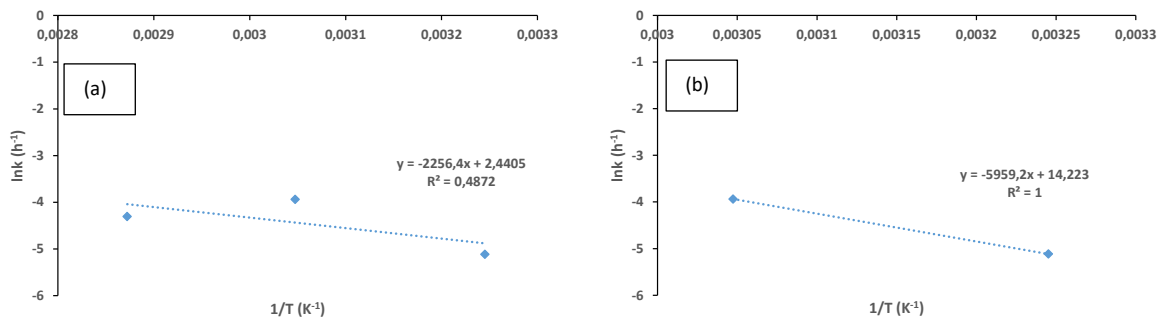 0
0,0028 0,0029 0,003 0,0031 0,0032 0,0033
-1
-2
-3
-4
-5
-6
(a)
y = -2256,4x + 2,4405
R² = 0,4872
lnk (h⁻¹)
1/T (K⁻¹)
0
0,003 0,00305 0,0031 0,00315 0,0032 0,00325 0,0033
-1
-2
-3
-4
-5
-6
(b)
y = -5959,2x + 14,223
R² = 1
lnk (h⁻¹)
1/T (K⁻¹)